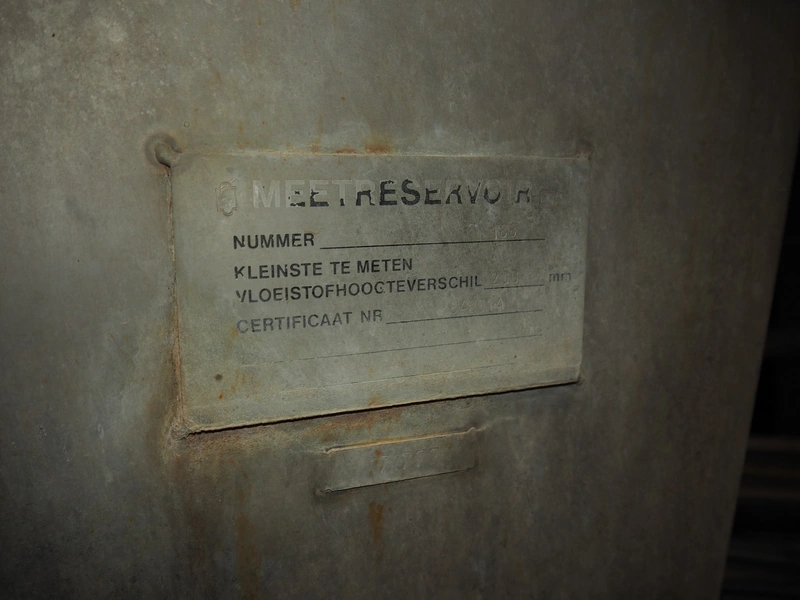 MEETRESERVOIR
NUMMER
KLEINSTE TE METEN
VLOEISTOFHOOGTEVERSCHIL mm
CERTIFICAAT NR